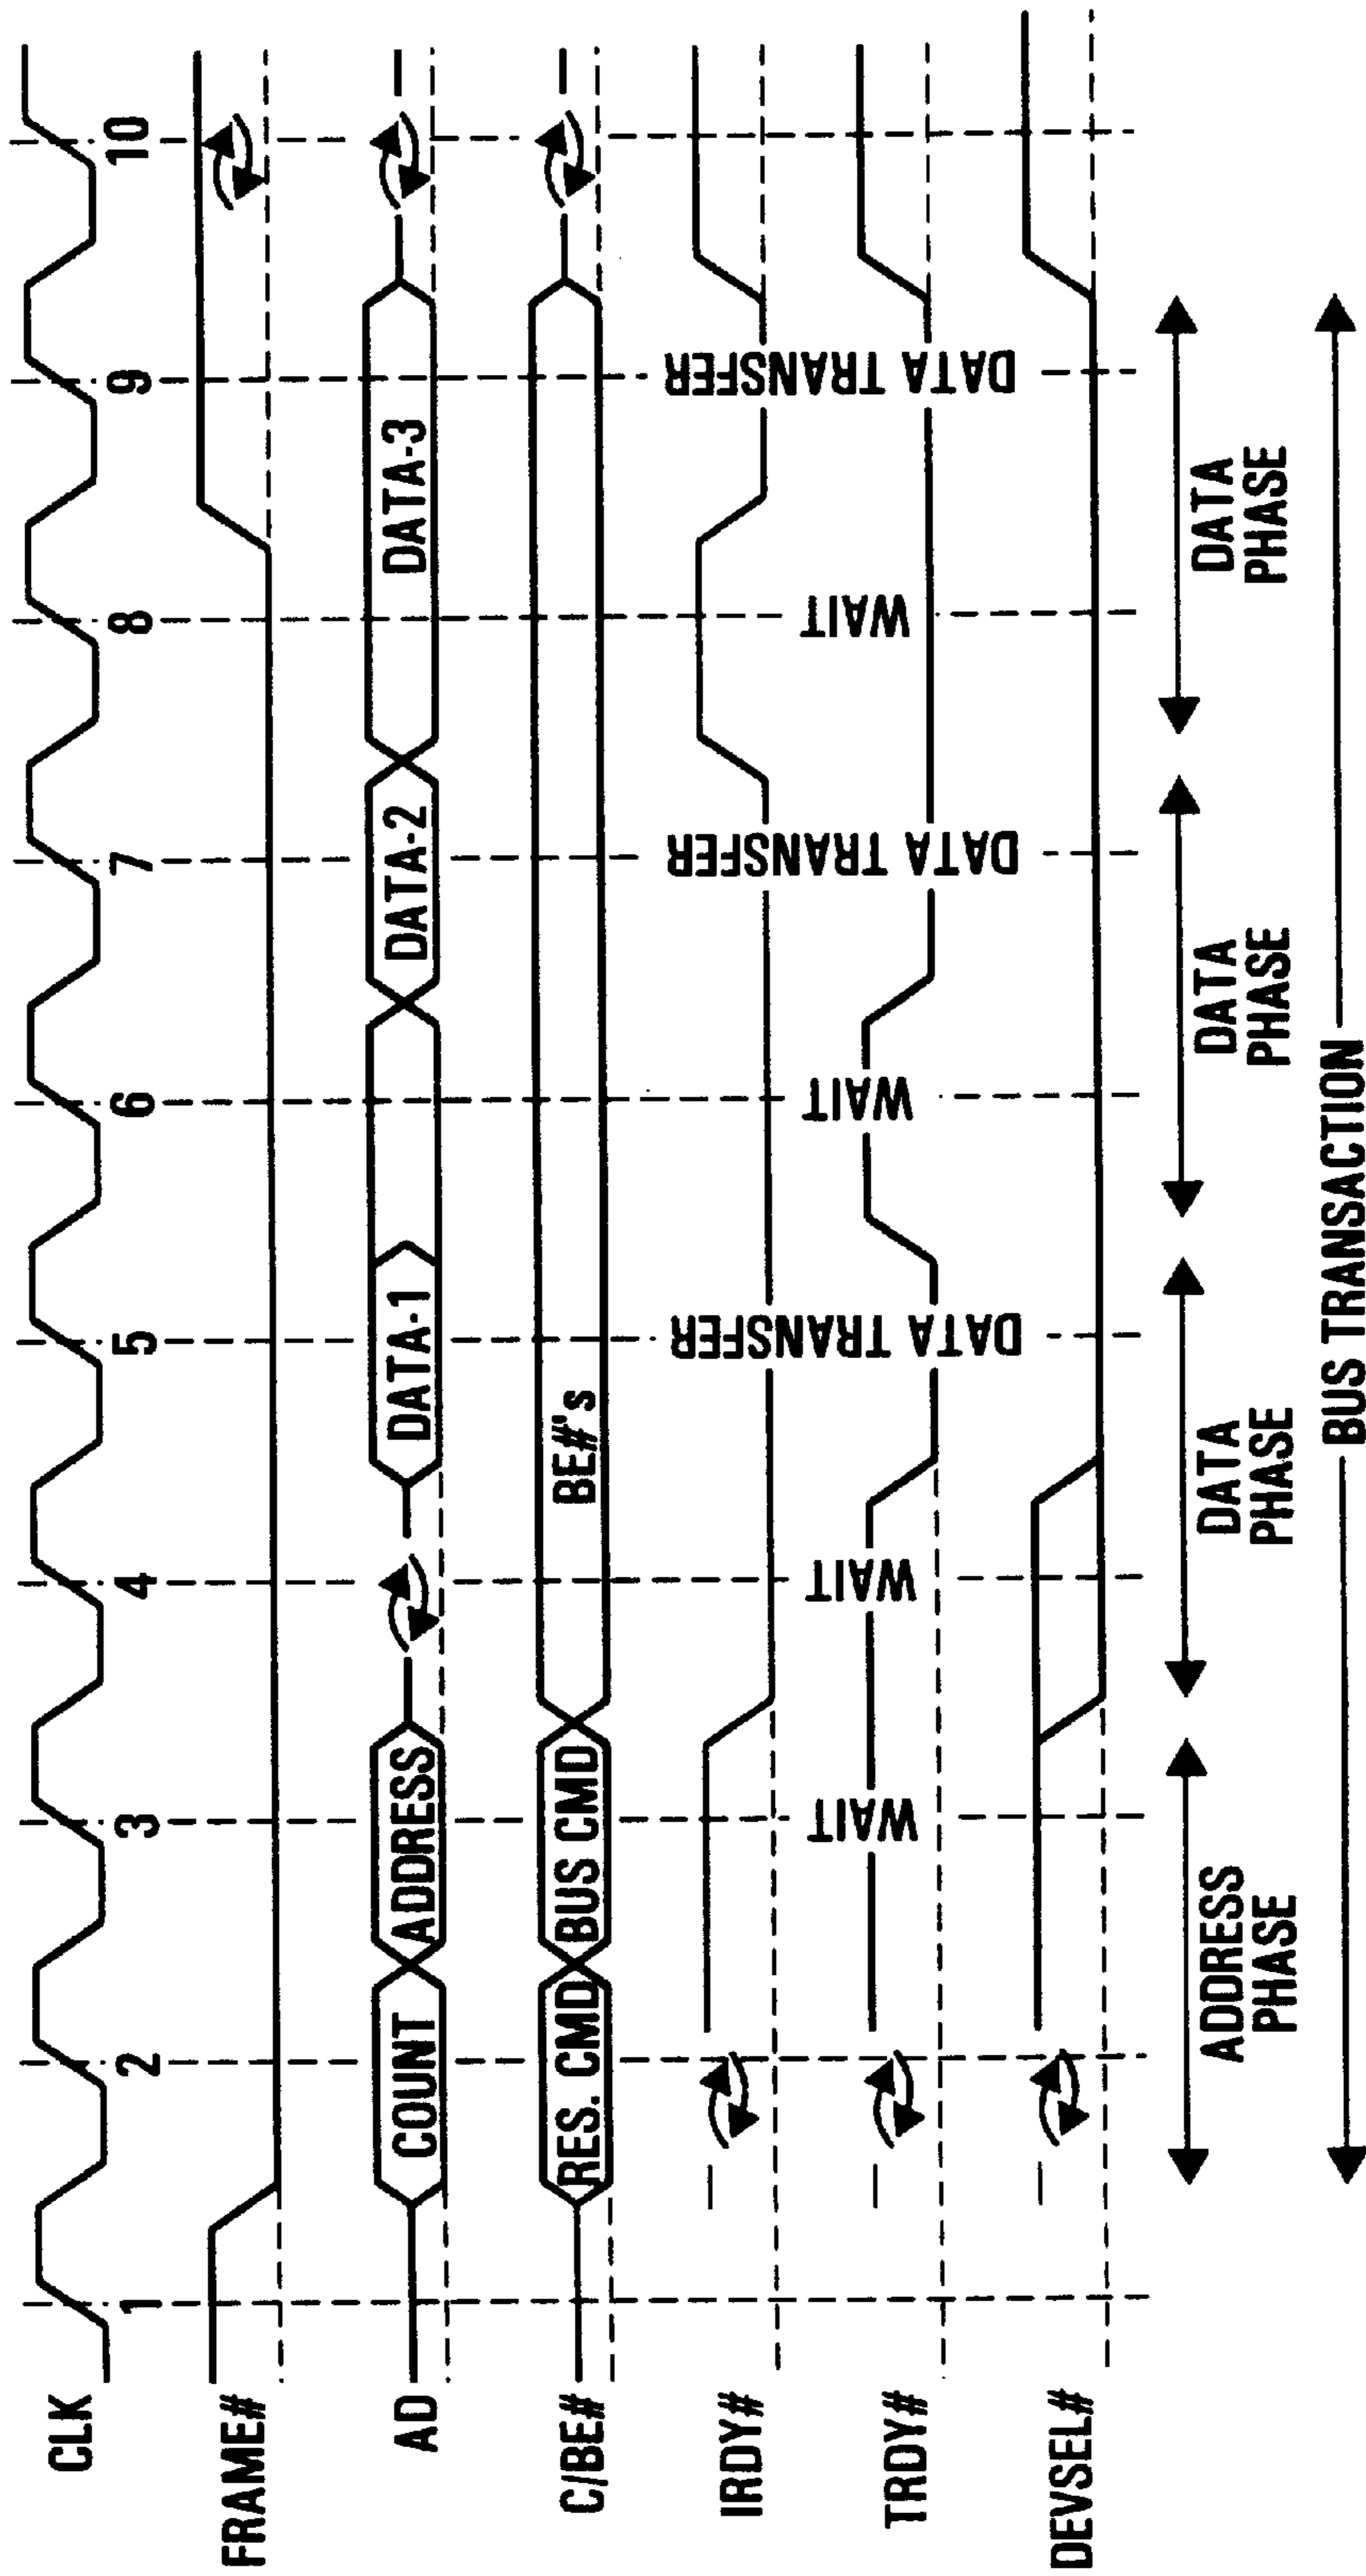 CLK
1
2
3
4
5
6
7
8
9
10
FRAME#
AD
COUNT
ADDRESS
DATA-1
DATA-2
DATA-3
C/BE#
RES. CMD
BUS CMD
BE#'s
IRDY#
TRDY#
WAIT
WAIT
DATA TRANSFER
WAIT
DATA TRANSFER
WAIT
DATA TRANSFER
DEVSEL#
ADDRESS
PHASE
DATA
PHASE
DATA
PHASE
DATA
PHASE
BUS TRANSACTION